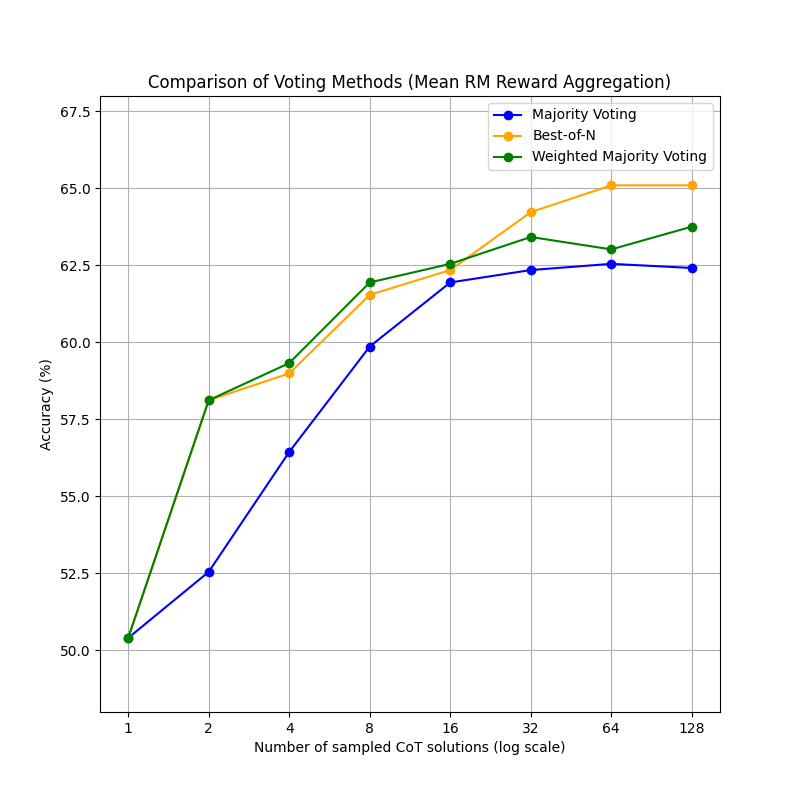 Comparison of Voting Methods (Mean RM Reward Aggregation)
Majority Voting
Best-of-N
Weighted Majority Voting
67.5
65.0
62.5
60.0
57.5
55.0
52.5
50.0
Accuracy (%)
1 2 4 8 16 32 64 128
Number of sampled CoT solutions (log scale)